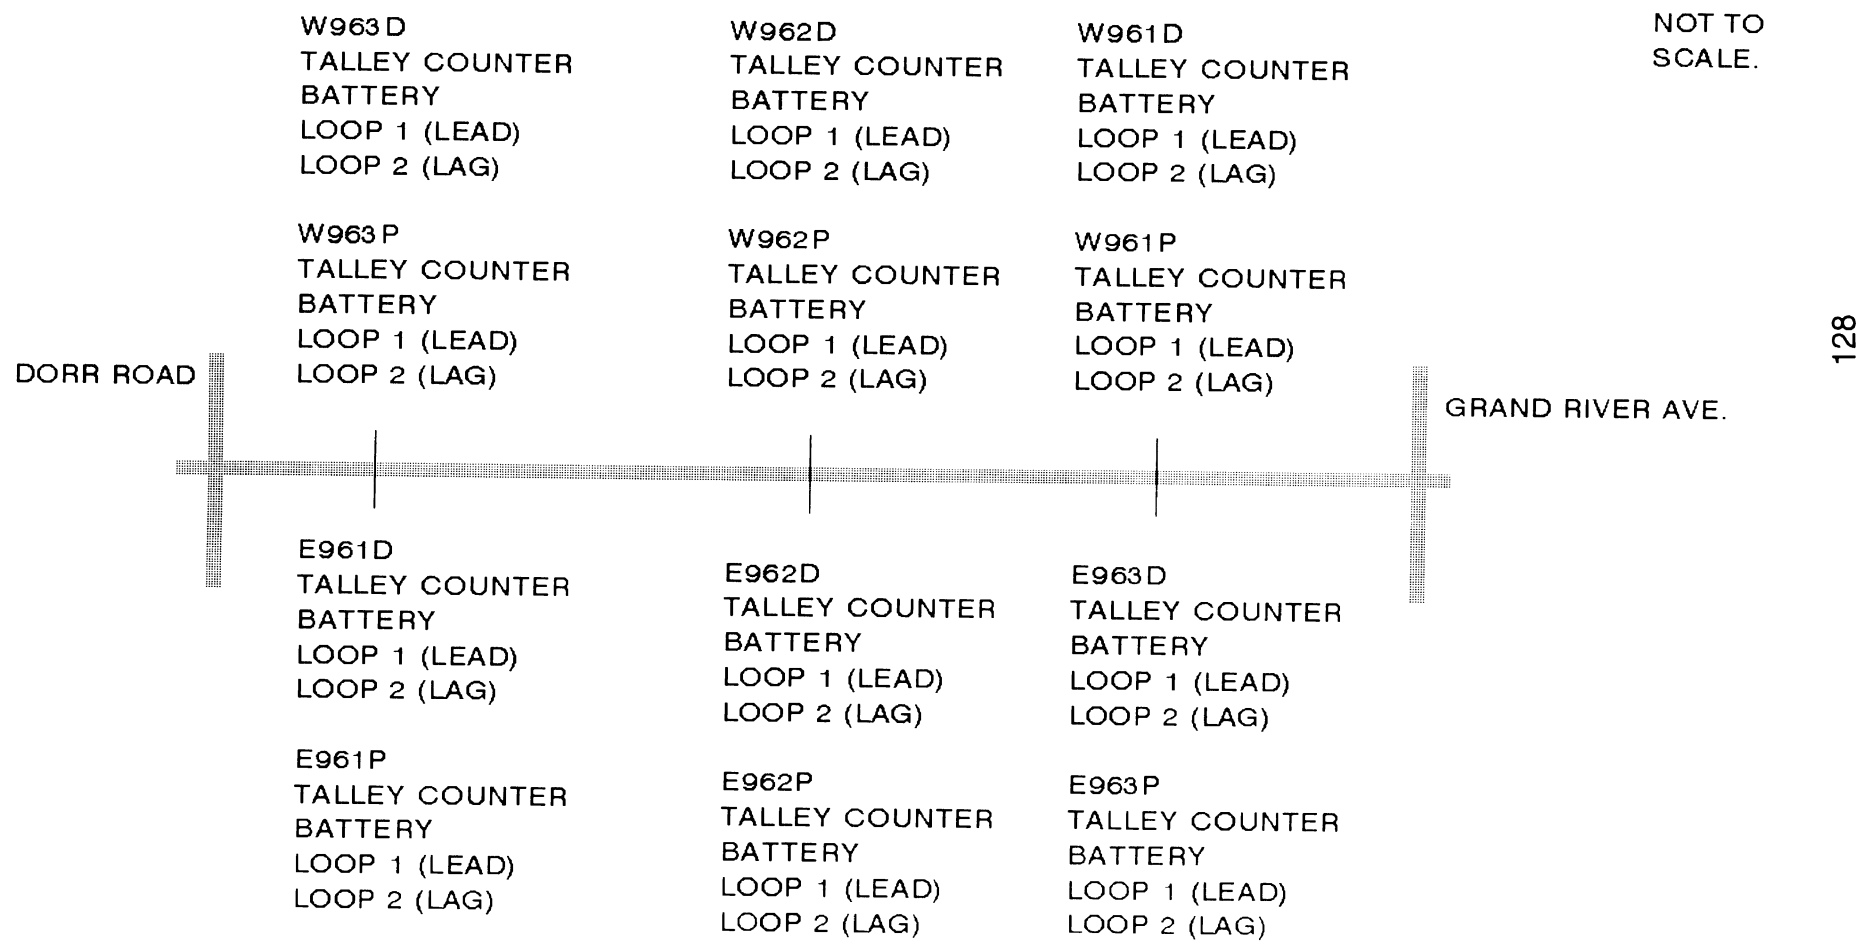 W963D
TALLEY COUNTER
BATTERY
LOOP 1 (LEAD)
LOOP 2 (LAG)
W962D
TALLEY COUNTER
BATTERY
LOOP 1 (LEAD)
LOOP 2 (LAG)
W961D
TALLEY COUNTER
BATTERY
LOOP 1 (LEAD)
LOOP 2 (LAG)
NOT TO
SCALE.
W963P
TALLEY COUNTER
BATTERY
LOOP 1 (LEAD)
LOOP 2 (LAG)
W962P
TALLEY COUNTER
BATTERY
LOOP 1 (LEAD)
LOOP 2 (LAG)
W961P
TALLEY COUNTER
BATTERY
LOOP 1 (LEAD)
LOOP 2 (LAG)
128
DORR ROAD
GRAND RIVER AVE.
E961D
TALLEY COUNTER
BATTERY
LOOP 1 (LEAD)
LOOP 2 (LAG)
E962D
TALLEY COUNTER
BATTERY
LOOP 1 (LEAD)
LOOP 2 (LAG)
E963D
TALLEY COUNTER
BATTERY
LOOP 1 (LEAD)
LOOP 2 (LAG)
E961P
TALLEY COUNTER
BATTERY
LOOP 1 (LEAD)
LOOP 2 (LAG)
E962P
TALLEY COUNTER
BATTERY
LOOP 1 (LEAD)
LOOP 2 (LAG)
E963P
TALLEY COUNTER
BATTERY
LOOP 1 (LEAD)
LOOP 2 (LAG)